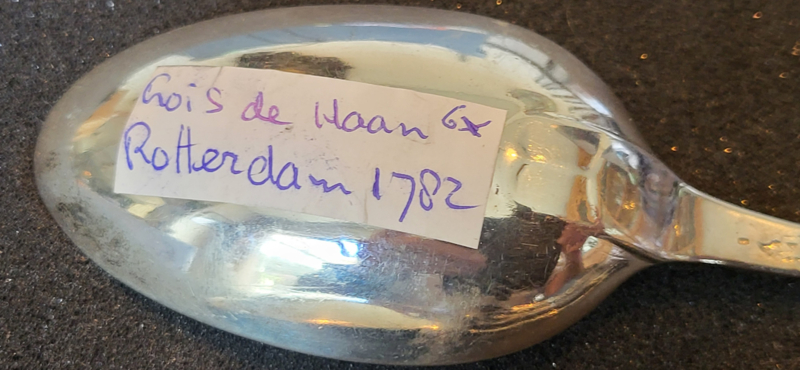 Gois de Haan 6x
Rotterdam 1782